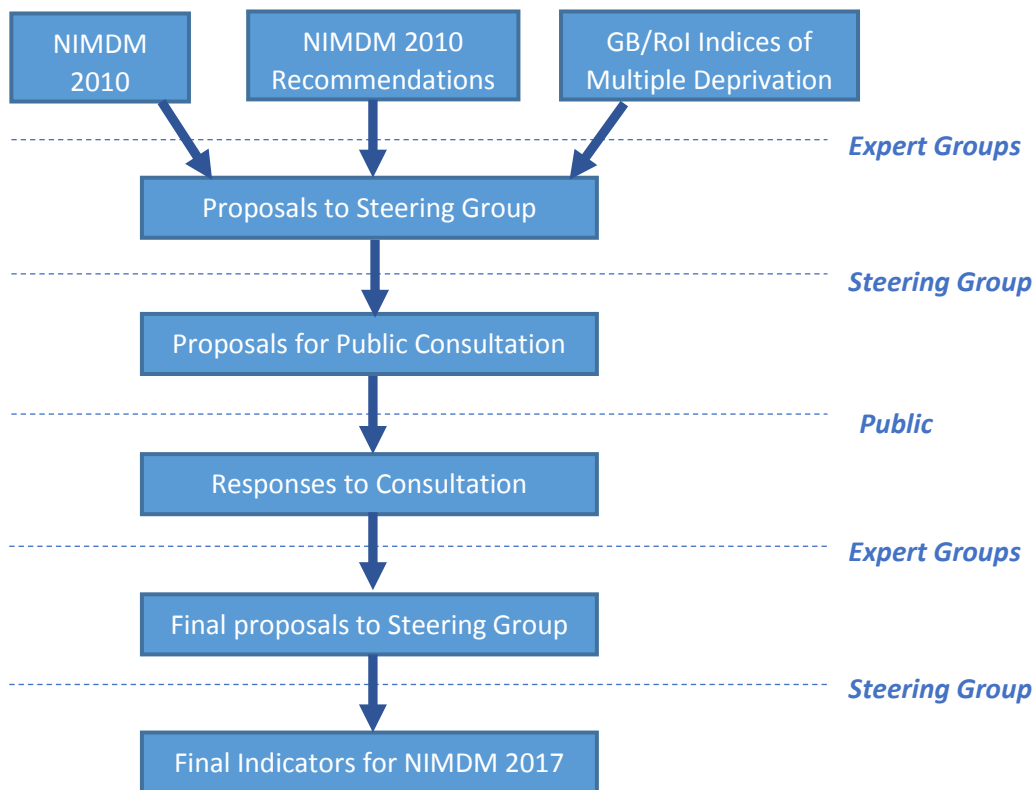 NIMDM
2010
NIMDM 2010
Recommendations
GB/RoI Indices of
Multiple Deprivation
Expert Groups
Proposals to Steering Group
Steering Group
Proposals for Public Consultation
Public
Responses to Consultation
Expert Groups
Final proposals to Steering Group
Steering Group
Final Indicators for NIMDM 2017